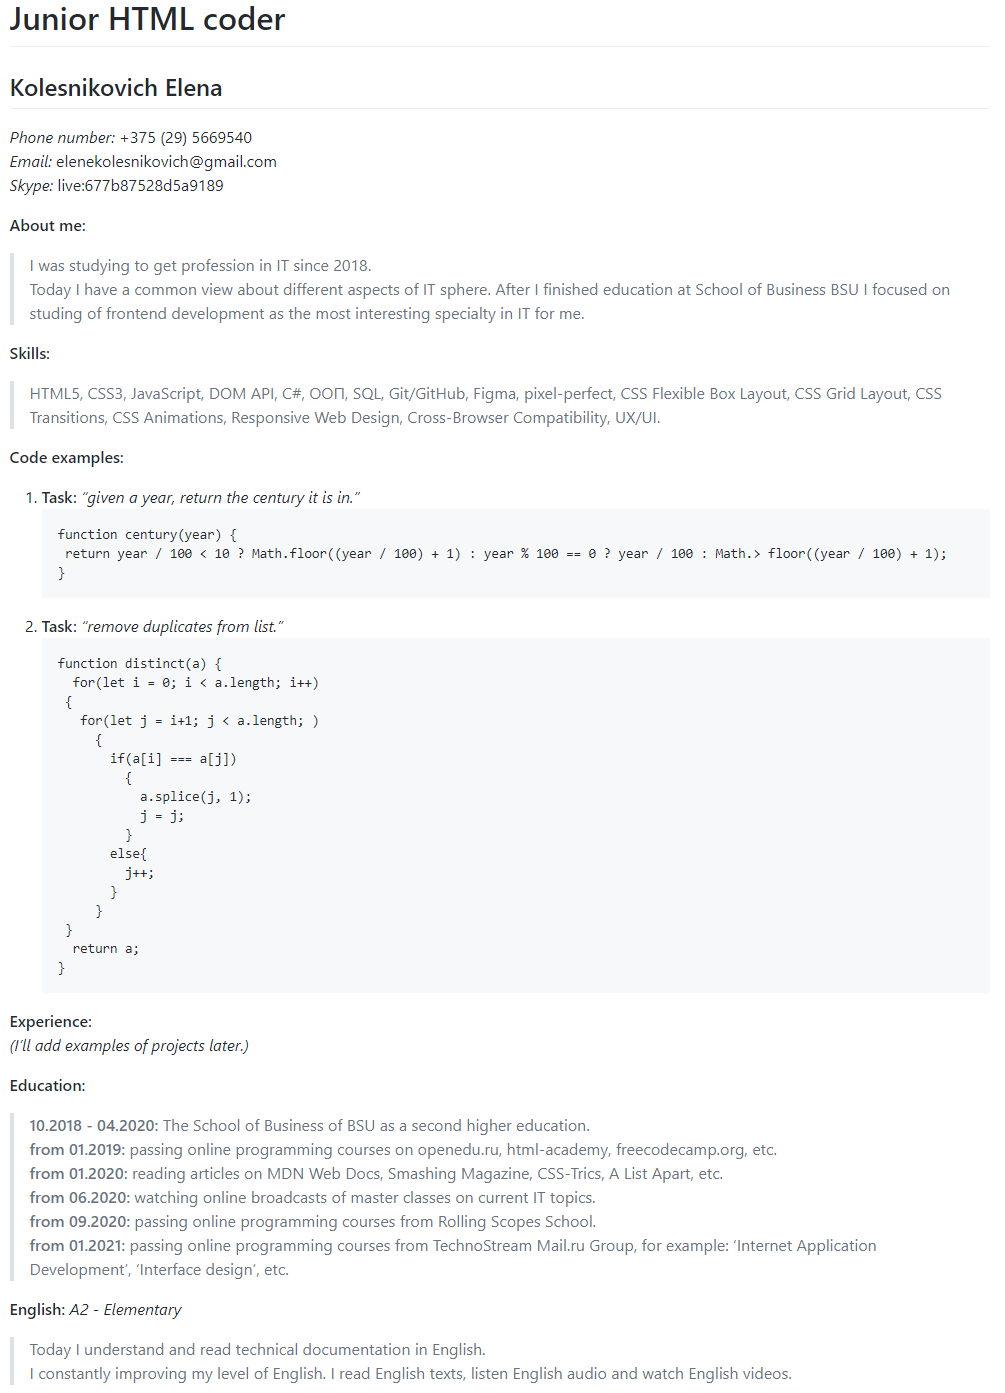 Junior HTML coder
Kolesnikovich Elena
Phone number: +375 (29) 5669540
Email: elenekolesnikovich@gmail.com
Skype: live:677b87528d5a9189
About me:
I was studying to get profession in IT since 2018.
Today I have a common view about different aspects of IT sphere. After I finished education at School of Business BSU I focused on
studing of frontend development as the most interesting specialty in IT for me.
Skills:
HTML5, CSS3, JavaScript, DOM API, C#, ООП, SQL, Git/GitHub, Figma, pixel-perfect, CSS Flexible Box Layout, CSS Grid Layout, CSS
Transitions, CSS Animations, Responsive Web Design, Cross-Browser Compatibility, UX/UI.
Code examples:
1. Task: “given a year, return the century it is in.”
function century(year) {
return year / 100 < 10 ? Math.floor((year / 100) + 1) : year % 100 == 0 ? year / 100 : Math.> floor((year / 100) + 1);
}
2. Task: “remove duplicates from list.”
function distinct(a) {
for(let i = 0; i < a.length; i++)
{
for(let j = i+1; j < a.length; )
{
if(a[i] === a[j])
{
a.splice(j, 1);
j = j;
}
else{
j++;
}
}
}
return a;
}
Experience:
(I’ll add examples of projects later.)
Education:
10.2018 - 04.2020: The School of Business of BSU as a second higher education.
from 01.2019: passing online programming courses on openedu.ru, html-academy, freecodecamp.org, etc.
from 01.2020: reading articles on MDN Web Docs, Smashing Magazine, CSS-Trics, A List Apart, etc.
from 06.2020: watching online broadcasts of master classes on current IT topics.
from 09.2020: passing online programming courses from Rolling Scopes School.
from 01.2021: passing online programming courses from TechnoStream Mail.ru Group, for example: ‘Internet Application
Development’, ‘Interface design’, etc.
English: A2 - Elementary
Today I understand and read technical documentation in English.
I constantly improving my level of English. I read English texts, listen English audio and watch English videos.